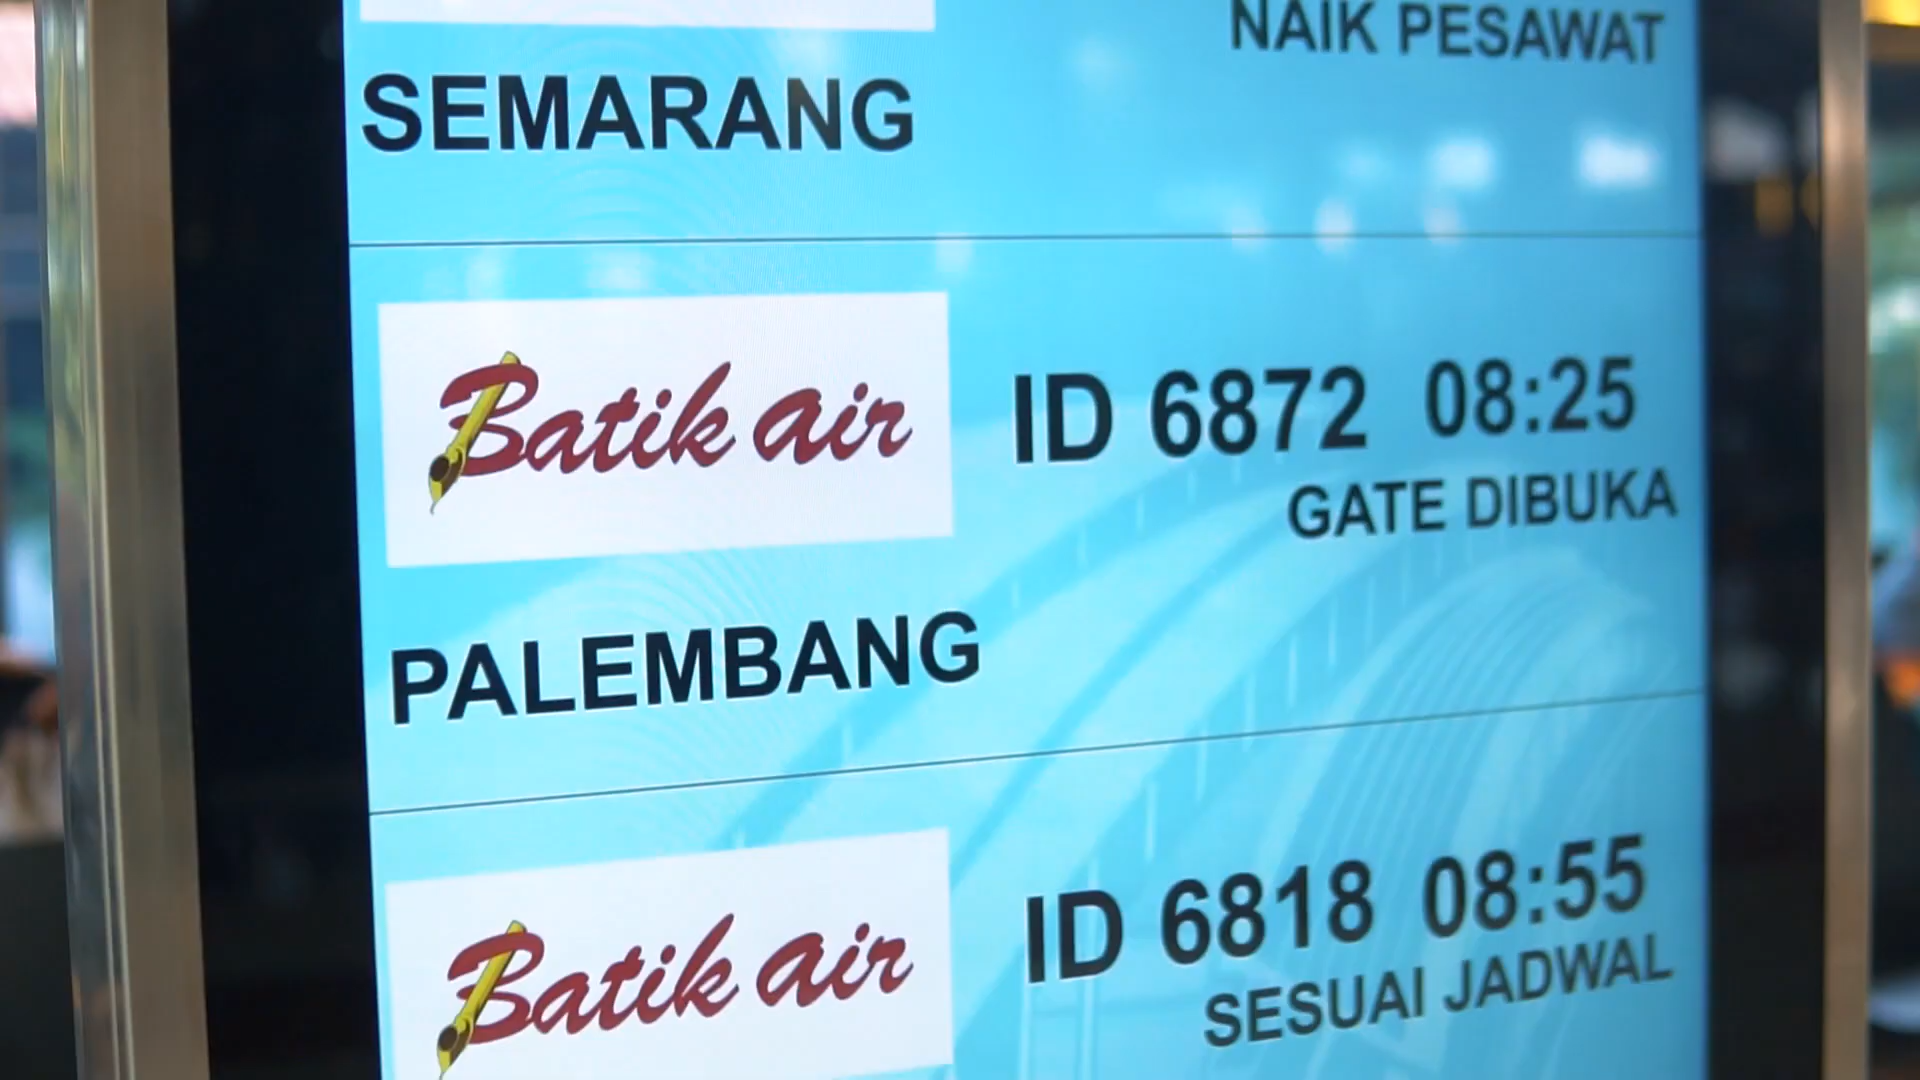 NAIK PESAWAT
SEMARANG
Batik air
ID 6872 08:25
GATE DIBUKA
PALEMBANG
Batik air
ID 6818 08:55
SESUAI JADWAL